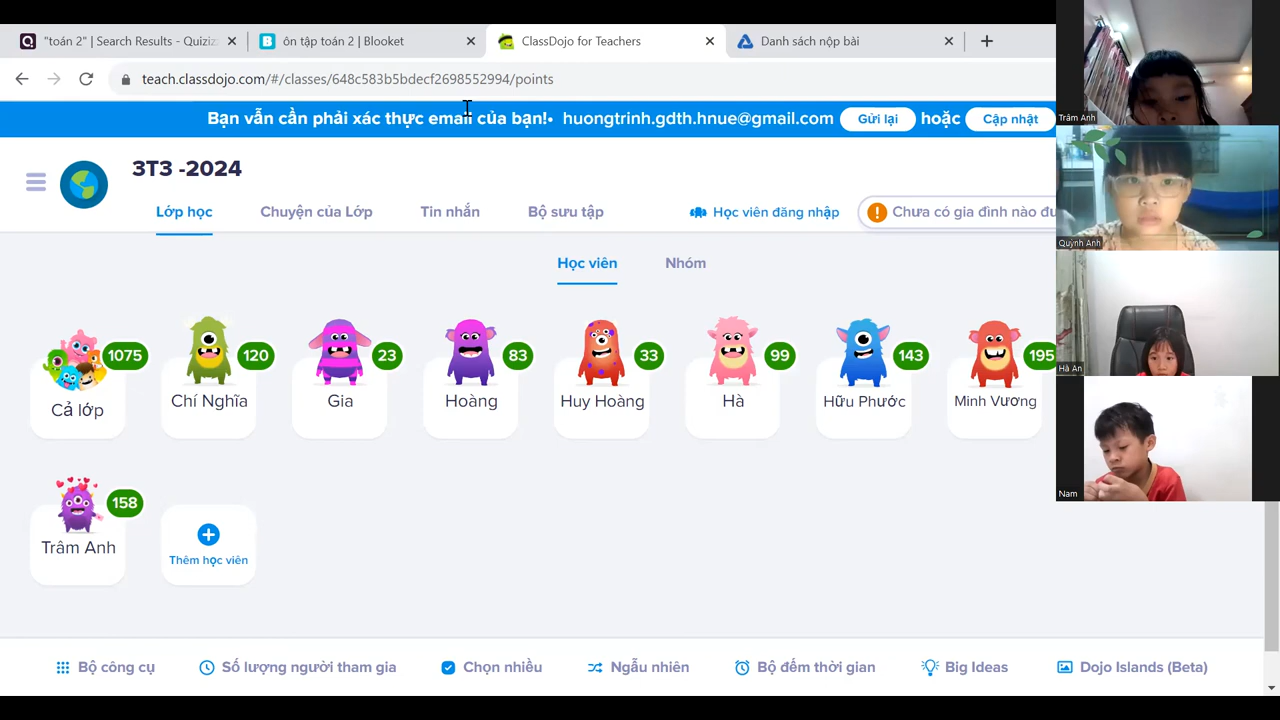 "toán 2" | Search Results - Quiziz
ôn tập toán 2 | Blooket
ClassDojo for Teachers
Danh sách nộp bài
teach.classdojo.com/#/classes/648c583b5bdecf2698552994/points
Bạn vẫn cần phải xác thực email của bạn!• huongtrinh.gdth.hnue@gmail.com Gửi lại hoặc Cập nhật
3T3 -2024
Lớp học Chuyện của Lớp Tin nhắn Bộ sưu tập Học viên đăng nhập Chưa có gia đình nào
Học viên Nhóm
1075 120 23 83 33 99 143 195
Cả lớp Chí Nghĩa Gia Hoàng Huy Hoàng Hà Hữu Phước Minh Vương
158
Trâm Anh
Thêm học viên
Bộ công cụ Số lượng người tham gia Chọn nhiều Ngẫu nhiên Bộ đếm thời gian Big Ideas Dojo Islands (Beta)
Trâm Anh
Quỳnh Anh
Hà An
Nam